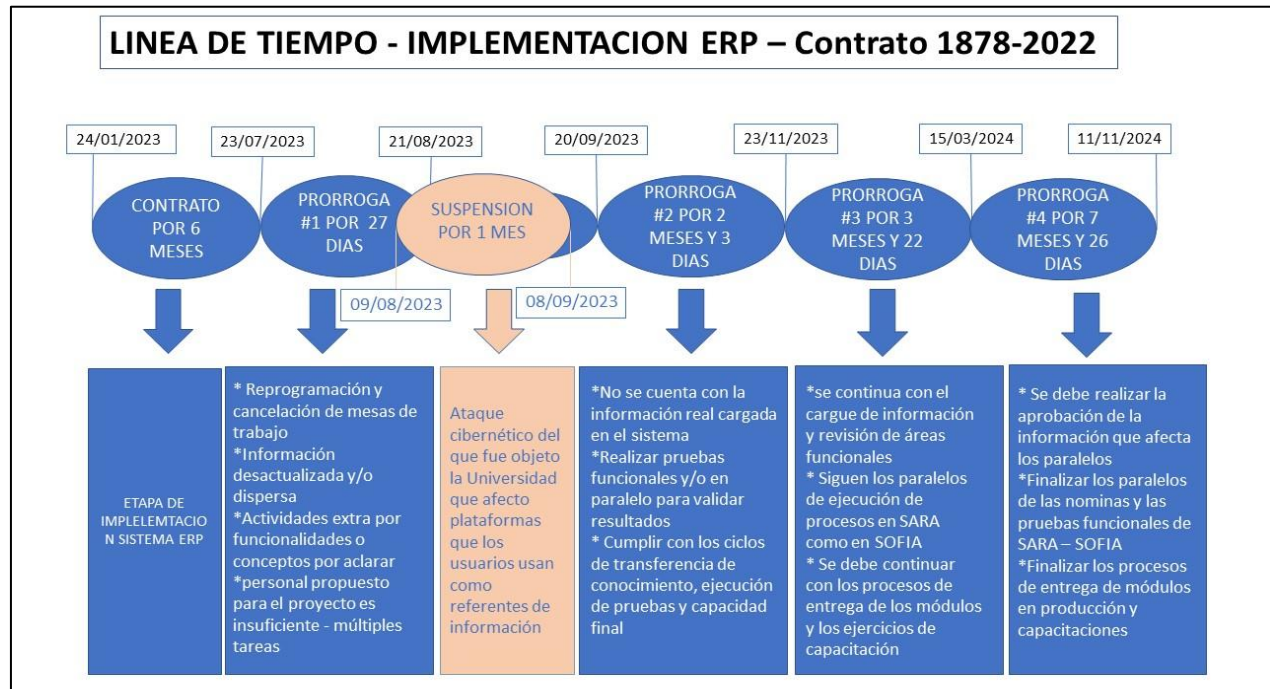 LINEA DE TIEMPO - IMPLEMENTACION ERP – Contrato 1878-2022
24/01/2023
23/07/2023
21/08/2023
20/09/2023
23/11/2023
15/03/2024
11/11/2024
CONTRATO
POR 6
MESES
PRORROGA
#1 POR 27
DIAS
SUSPENSION
POR 1 MES
PRORROGA
#2 POR 2
MESES Y 3
DIAS
PRORROGA
#3 POR 3
MESES Y 22
DIAS
PRORROGA
#4 POR 7
MESES Y 26
DIAS
09/08/2023
08/09/2023
ETAPA DE
IMPLELEMTACIO
N SISTEMA ERP
* Reprogramación y
cancelación de mesas de
trabajo
*Información
desactualizada y/o
dispersa
*Actividades extra por
funcionalidades o
conceptos por aclarar
*personal propuesto
para el proyecto es
insuficiente - múltiples
tareas
Ataque
cibernético del
que fue objeto
la Universidad
que afecto
plataformas
que los
usuarios usan
como
referentes de
información
*No se cuenta con la
información real cargada
en el sistema
*Realizar pruebas
funcionales y/o en
paralelo para validar
resultados
* Cumplir con los ciclos
de transferencia de
conocimiento, ejecución
de pruebas y capacidad
final
*se continua con el
cargue de información
y revisión de áreas
funcionales
* Siguen los paralelos
de ejecución de
procesos en SARA
como en SOFIA
* Se debe continuar
con los procesos de
entrega de los módulos
y los ejercicios de
capacitación
* Se debe realizar la
aprobación de la
información que afecta
los paralelos
*Finalizar los paralelos
de las nominas y las
pruebas funcionales de
SARA – SOFIA
*Finalizar los procesos
de entrega de módulos
en producción y
capacitaciones